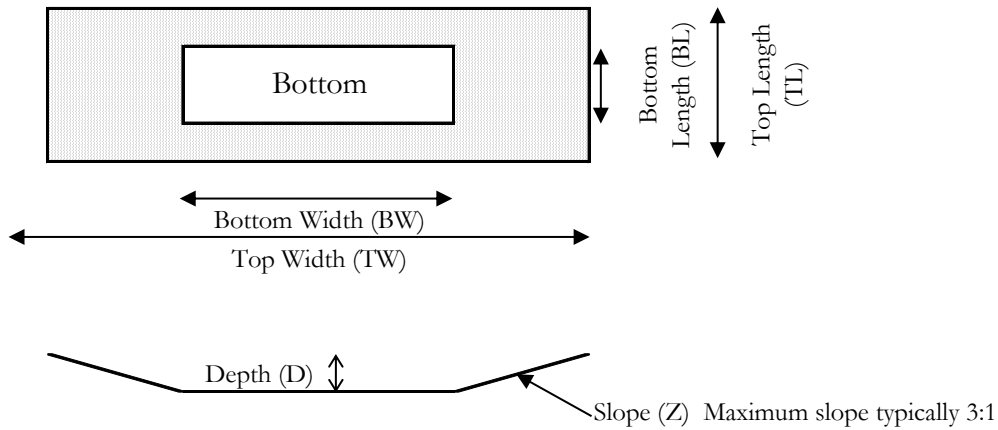 Bottom
Bottom
Length (BL)
Top Length
(TL)
Bottom Width (BW)
Top Width (TW)
Depth (D)
Slope (Z) Maximum slope typically 3:1